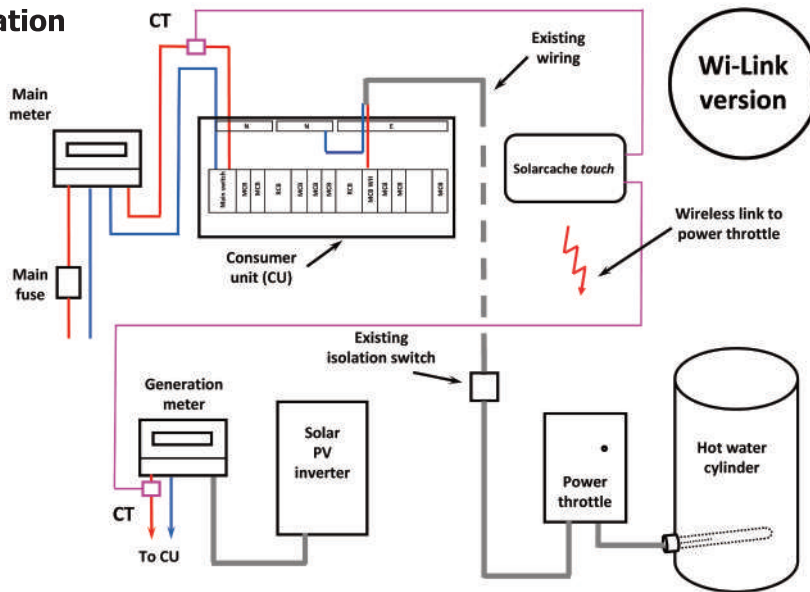 ation
CT
Existing
wiring
Wi-Link
version
Main
meter
N
N
E
Solarcache touch
Main switch
MCB
MCB
RCB
MCB
MCB
MCB
RCB
MCB WH
MCB
MCB
MCB
Wireless link to
power throttle
Consumer
unit (CU)
Main
fuse
Existing
isolation switch
Generation
meter
Solar
PV
inverter
Hot water
cylinder
Power
throttle
CT
To CU